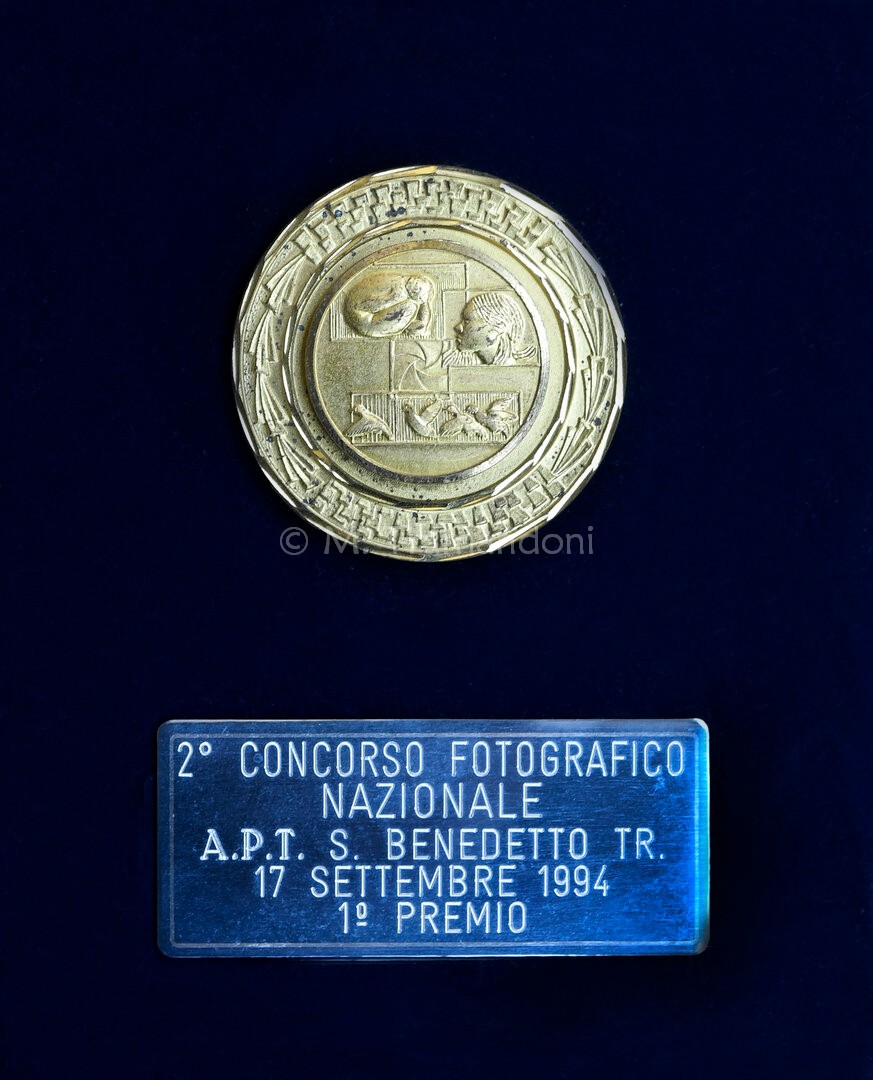 © M.
2° CONCORSO FOTOGRAFICO
NAZIONALE
A.P.T. S. BENEDETTO TR.
17 SETTEMBRE 1994
1º PREMIO